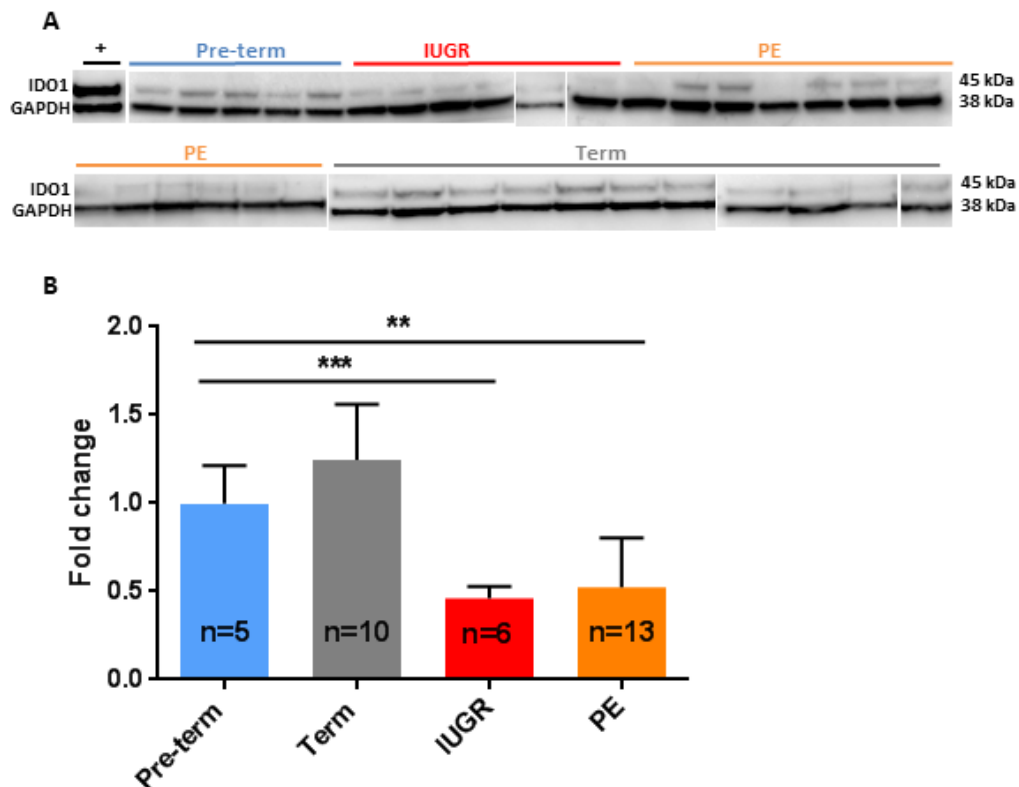 A
+ Pre-term IUGR PE
IDO1 45 kDa
GAPDH 38 kDa
PE Term
IDO1 45 kDa
GAPDH 38 kDa
B
** 
***
2.0
1.5
1.0
0.5
0.0
Fold change
n=5 n=10 n=6 n=13
Pre-term Term IUGR PE